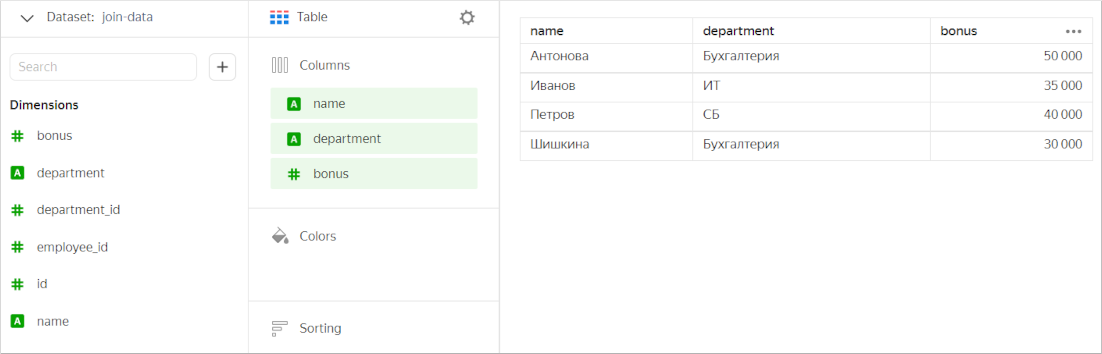 Dataset: join-data
Search
+
Dimensions
# bonus
A department
# department_id
# employee_id
# id
A name
Table
Columns
A name
A department
# bonus
Colors
Sorting
name department bonus •••
Антонова Бухгалтерия 50 000
Иванов ИТ 35 000
Петров СБ 40 000
Шишкина Бухгалтерия 30 000